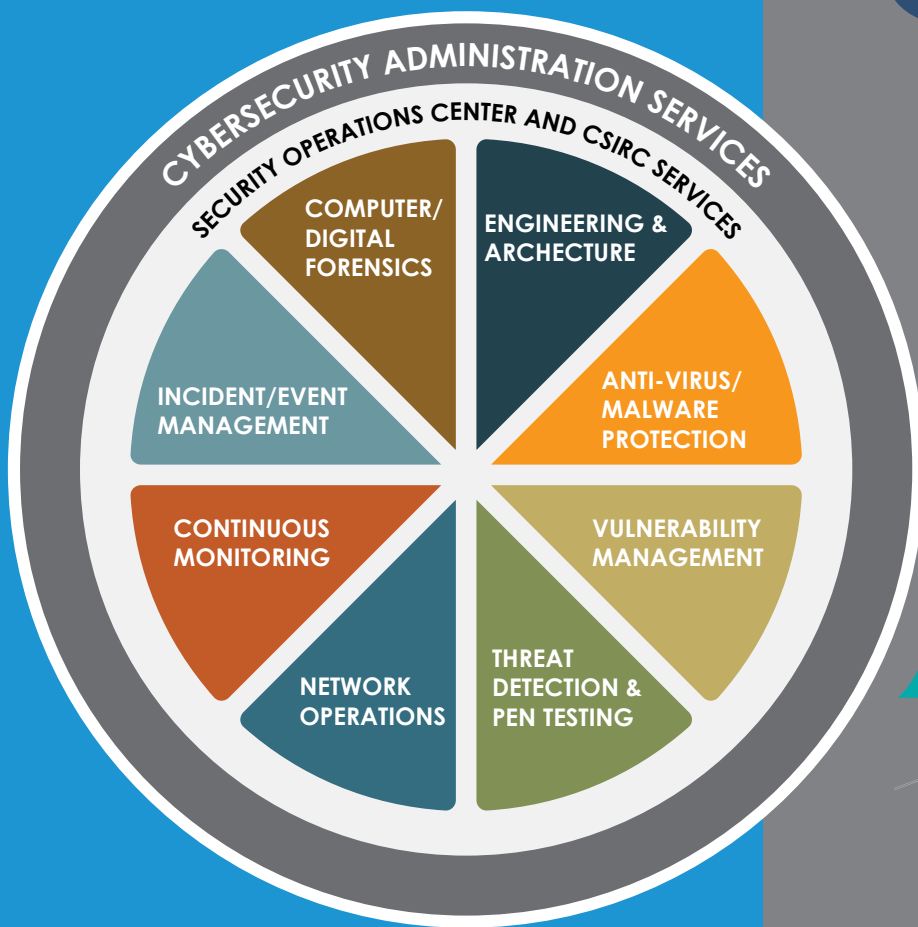 CYBERSECURITY ADMINISTRATION SERVICES
SECURITY OPERATIONS CENTER AND CSIRC SERVICES
COMPUTER/
DIGITAL
FORENSICS
ENGINEERING &
ARCHECTURE
ANTI-VIRUS/
MALWARE
PROTECTION
VULNERABILITY
MANAGEMENT
THREAT
DETECTION &
PEN TESTING
NETWORK
OPERATIONS
CONTINUOUS
MONITORING
INCIDENT/EVENT
MANAGEMENT